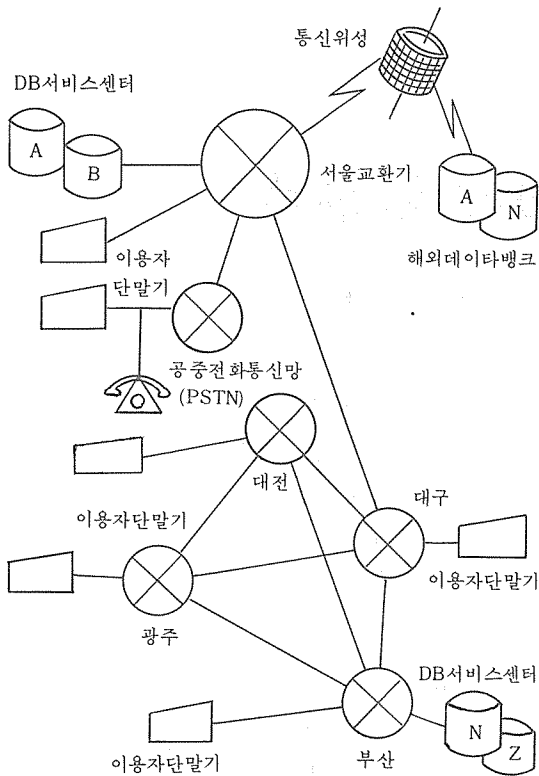 통신위성
DB서비스센터
A
B
서울교환기
A
N
해외데이타뱅크
이용자
단말기
공중전화통신망
(PSTN)
대전
대구
이용자단말기
이용자단말기
광주
DB서비스센터
N
Z
부산
이용자단말기